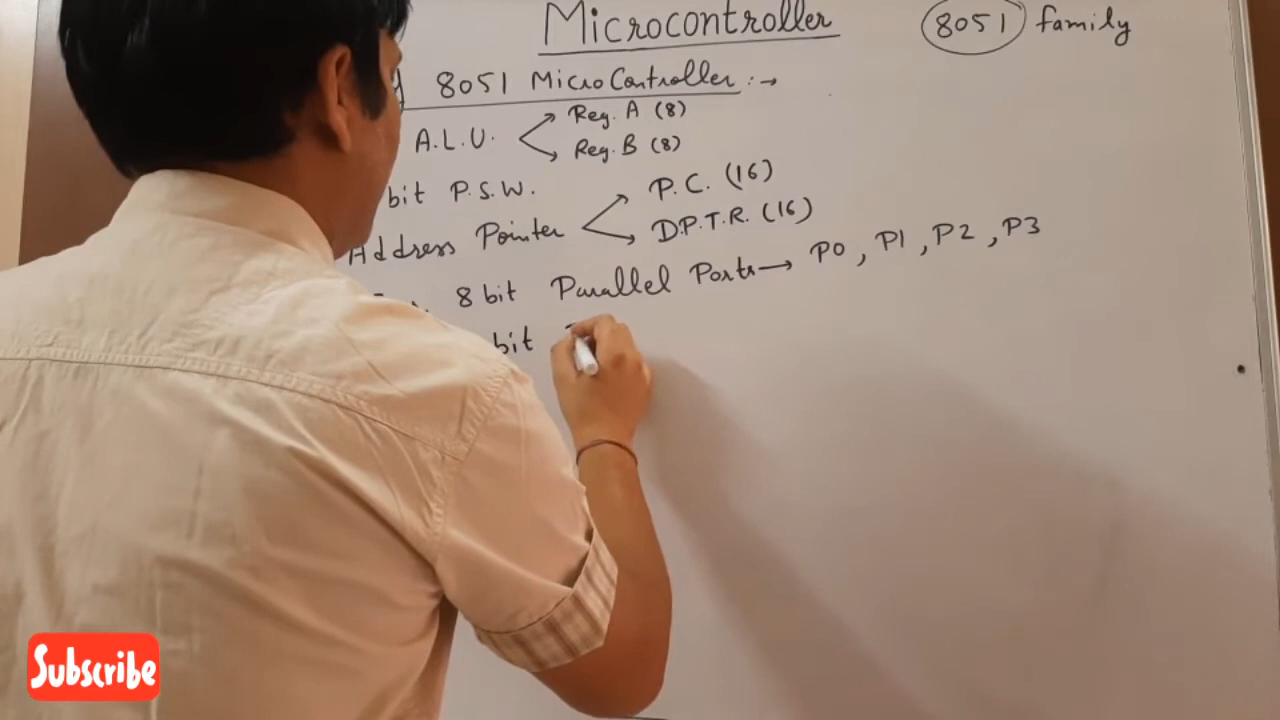 Microcontroller
8051 family
8051 MicroController :→
A.L.U. Reg. A (8)
Reg. B (8)
bit P.S.W.
Address Pointer P.C. (16)
D.P.T.R. (16)
8 bit Parallel Ports → P0, P1, P2, P3
bit
Subscribe